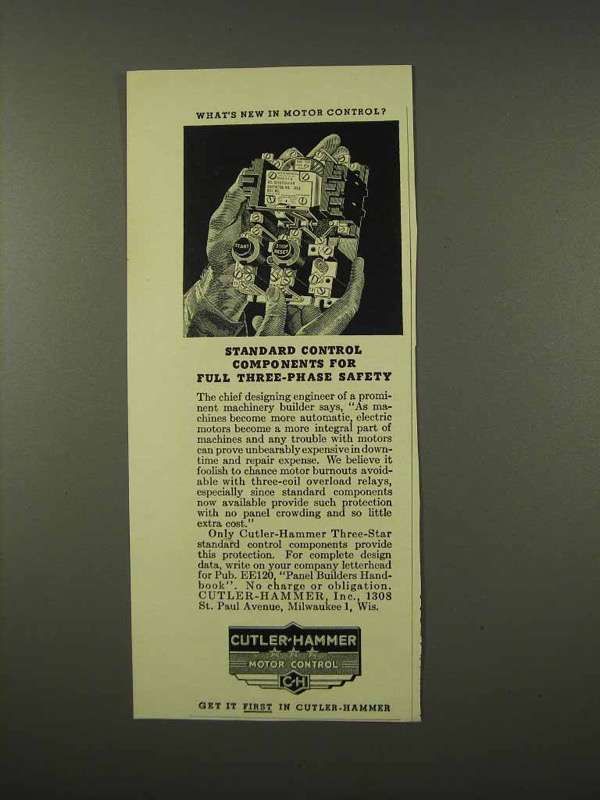 WHAT'S NEW IN MOTOR CONTROL?
START
STOP
RESET
STANDARD CONTROL
COMPONENTS FOR
FULL THREE-PHASE SAFETY
The chief designing engineer of a promi-
nent machinery builder says, "As ma-
chines become more automatic, electric
motors become a more integral part of
machines and any trouble with motors
can prove unbearably expensive in down-
time and repair expense. We believe it
foolish to chance motor burnouts avoid-
able with three-coil overload relays,
especially since standard components
now available provide such protection
with no panel crowding and so little
extra cost."
Only Cutler-Hammer Three-Star
standard control components provide
this protection. For complete design
data, write on your company letterhead
for Pub. EE120, "Panel Builders Hand-
book". No charge or obligation.
CUTLER-HAMMER, Inc., 1308
St. Paul Avenue, Milwaukee 1, Wis.
CUTLER-HAMMER
MOTOR CONTROL
C-H
GET IT FIRST IN CUTLER-HAMMER